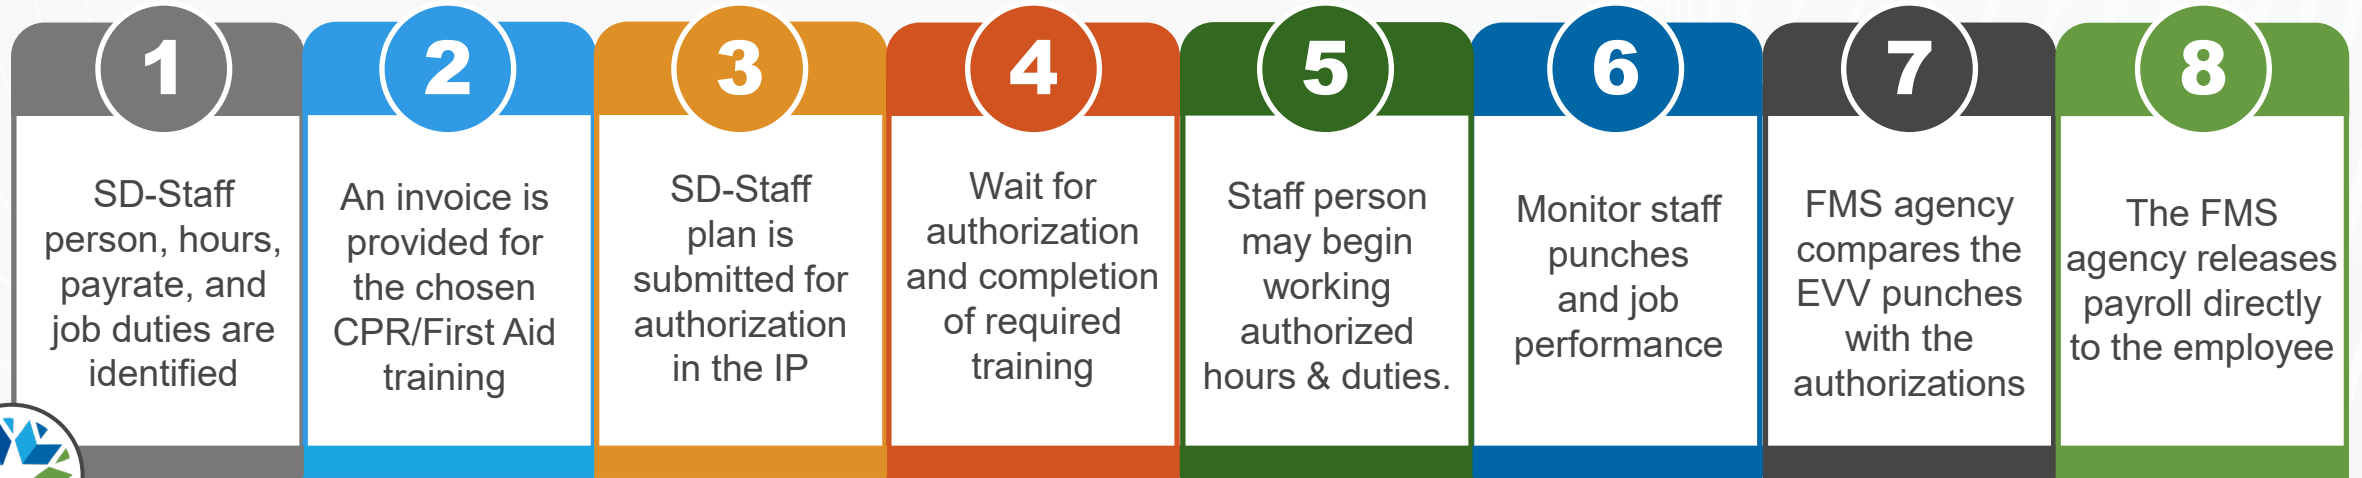 1
SD-Staff
person, hours,
payrate, and
job duties are
identified
2
An invoice is
provided for
the chosen
CPR/First Aid
training
3
SD-Staff
plan is
submitted for
authorization
in the IP
4
Wait for
authorization
and completion
of required
training
5
Staff person
may begin
working
authorized
hours & duties.
6
Monitor staff
punches
and job
performance
7
FMS agency
compares the
EVV punches
with the
authorizations
8
The FMS
agency releases
payroll directly
to the employee